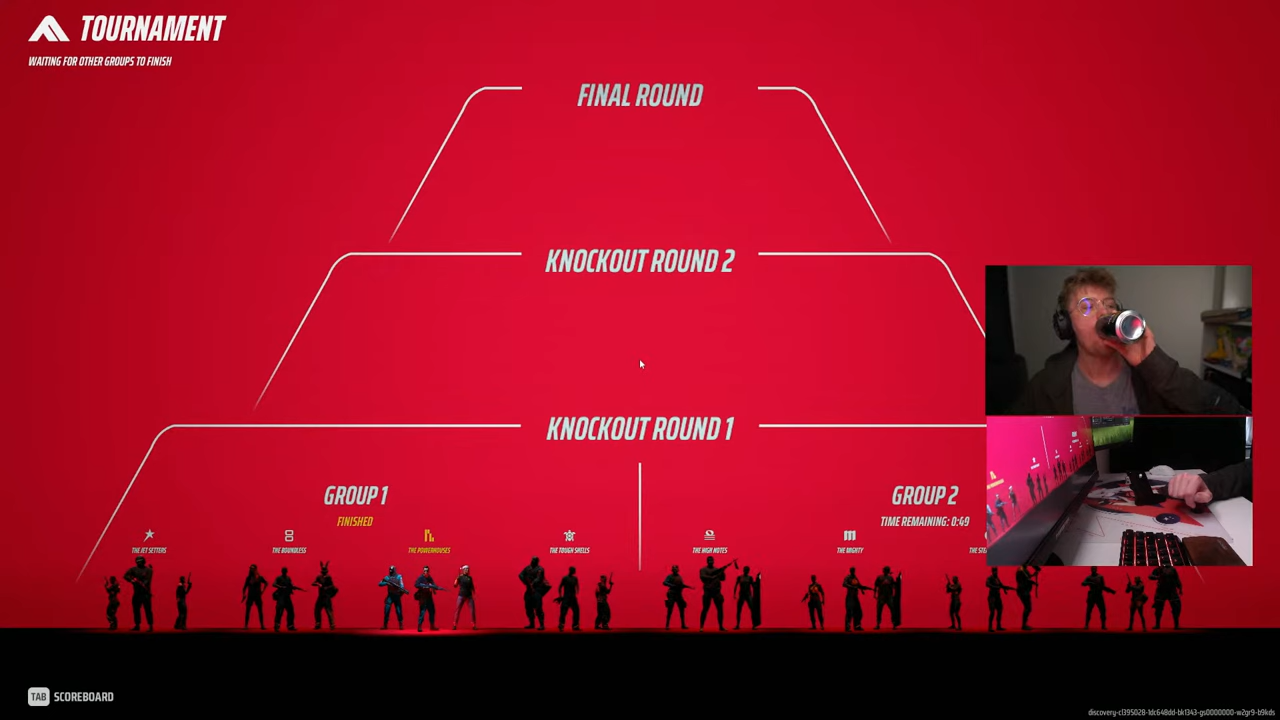 TOURNAMENT
WAITING FOR OTHER GROUPS TO FINISH
FINAL ROUND
KNOCKOUT ROUND 2
KNOCKOUT ROUND 1
GROUP 1
FINISHED
GROUP 2
TIME REMAINING: 0:49
THE JET SETTERS
THE BOUNDLESS
THE POWERHOUSES
THE TOUGH SHELLS
THE HIGH NOTES
THE MIGHTY
TAB SCOREBOARD